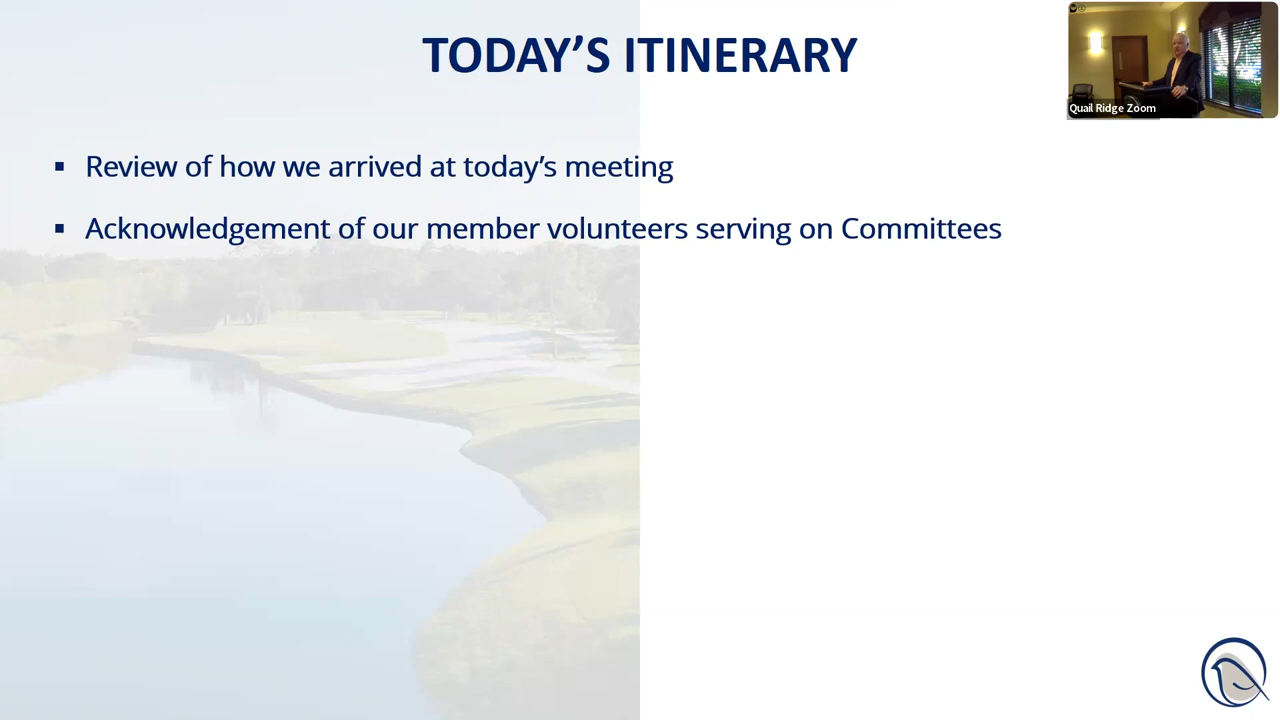 TODAY’S ITINERARY
Quail Ridge Zoom
▪ Review of how we arrived at today’s meeting
▪ Acknowledgement of our member volunteers serving on Committees